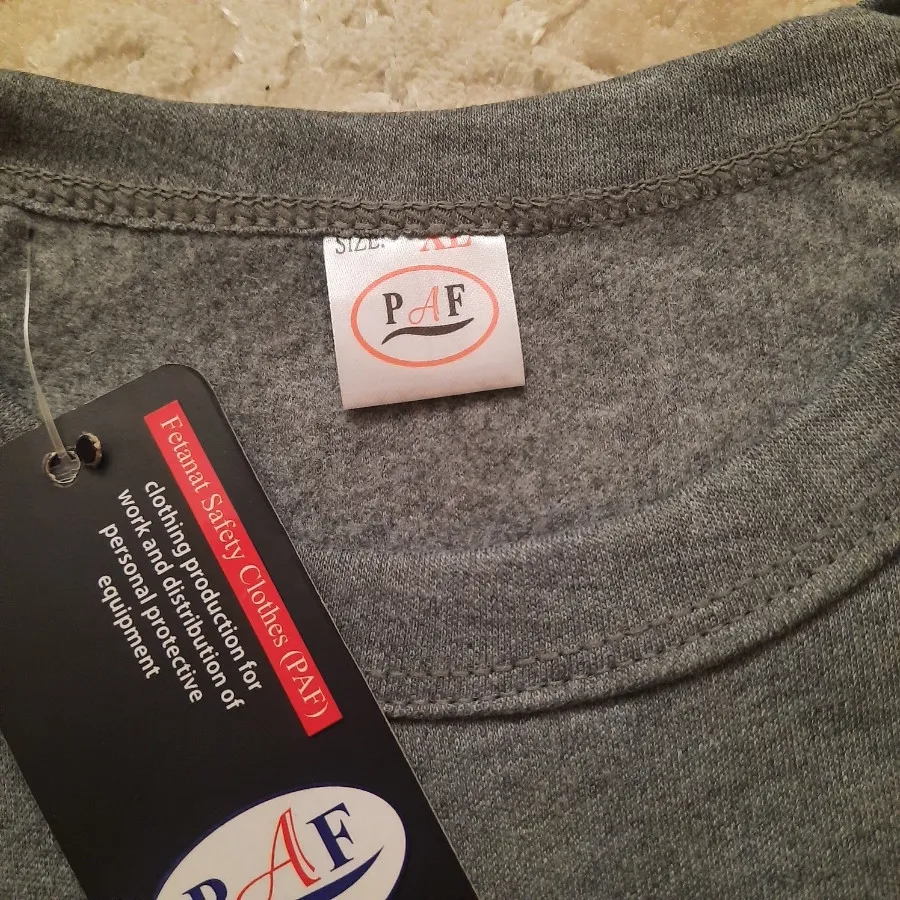 SIZE: XL
PAF
Fetanat Safety Clothes (PAF)
clothing production for
work and distribution of
personal protective
equipment
PAF